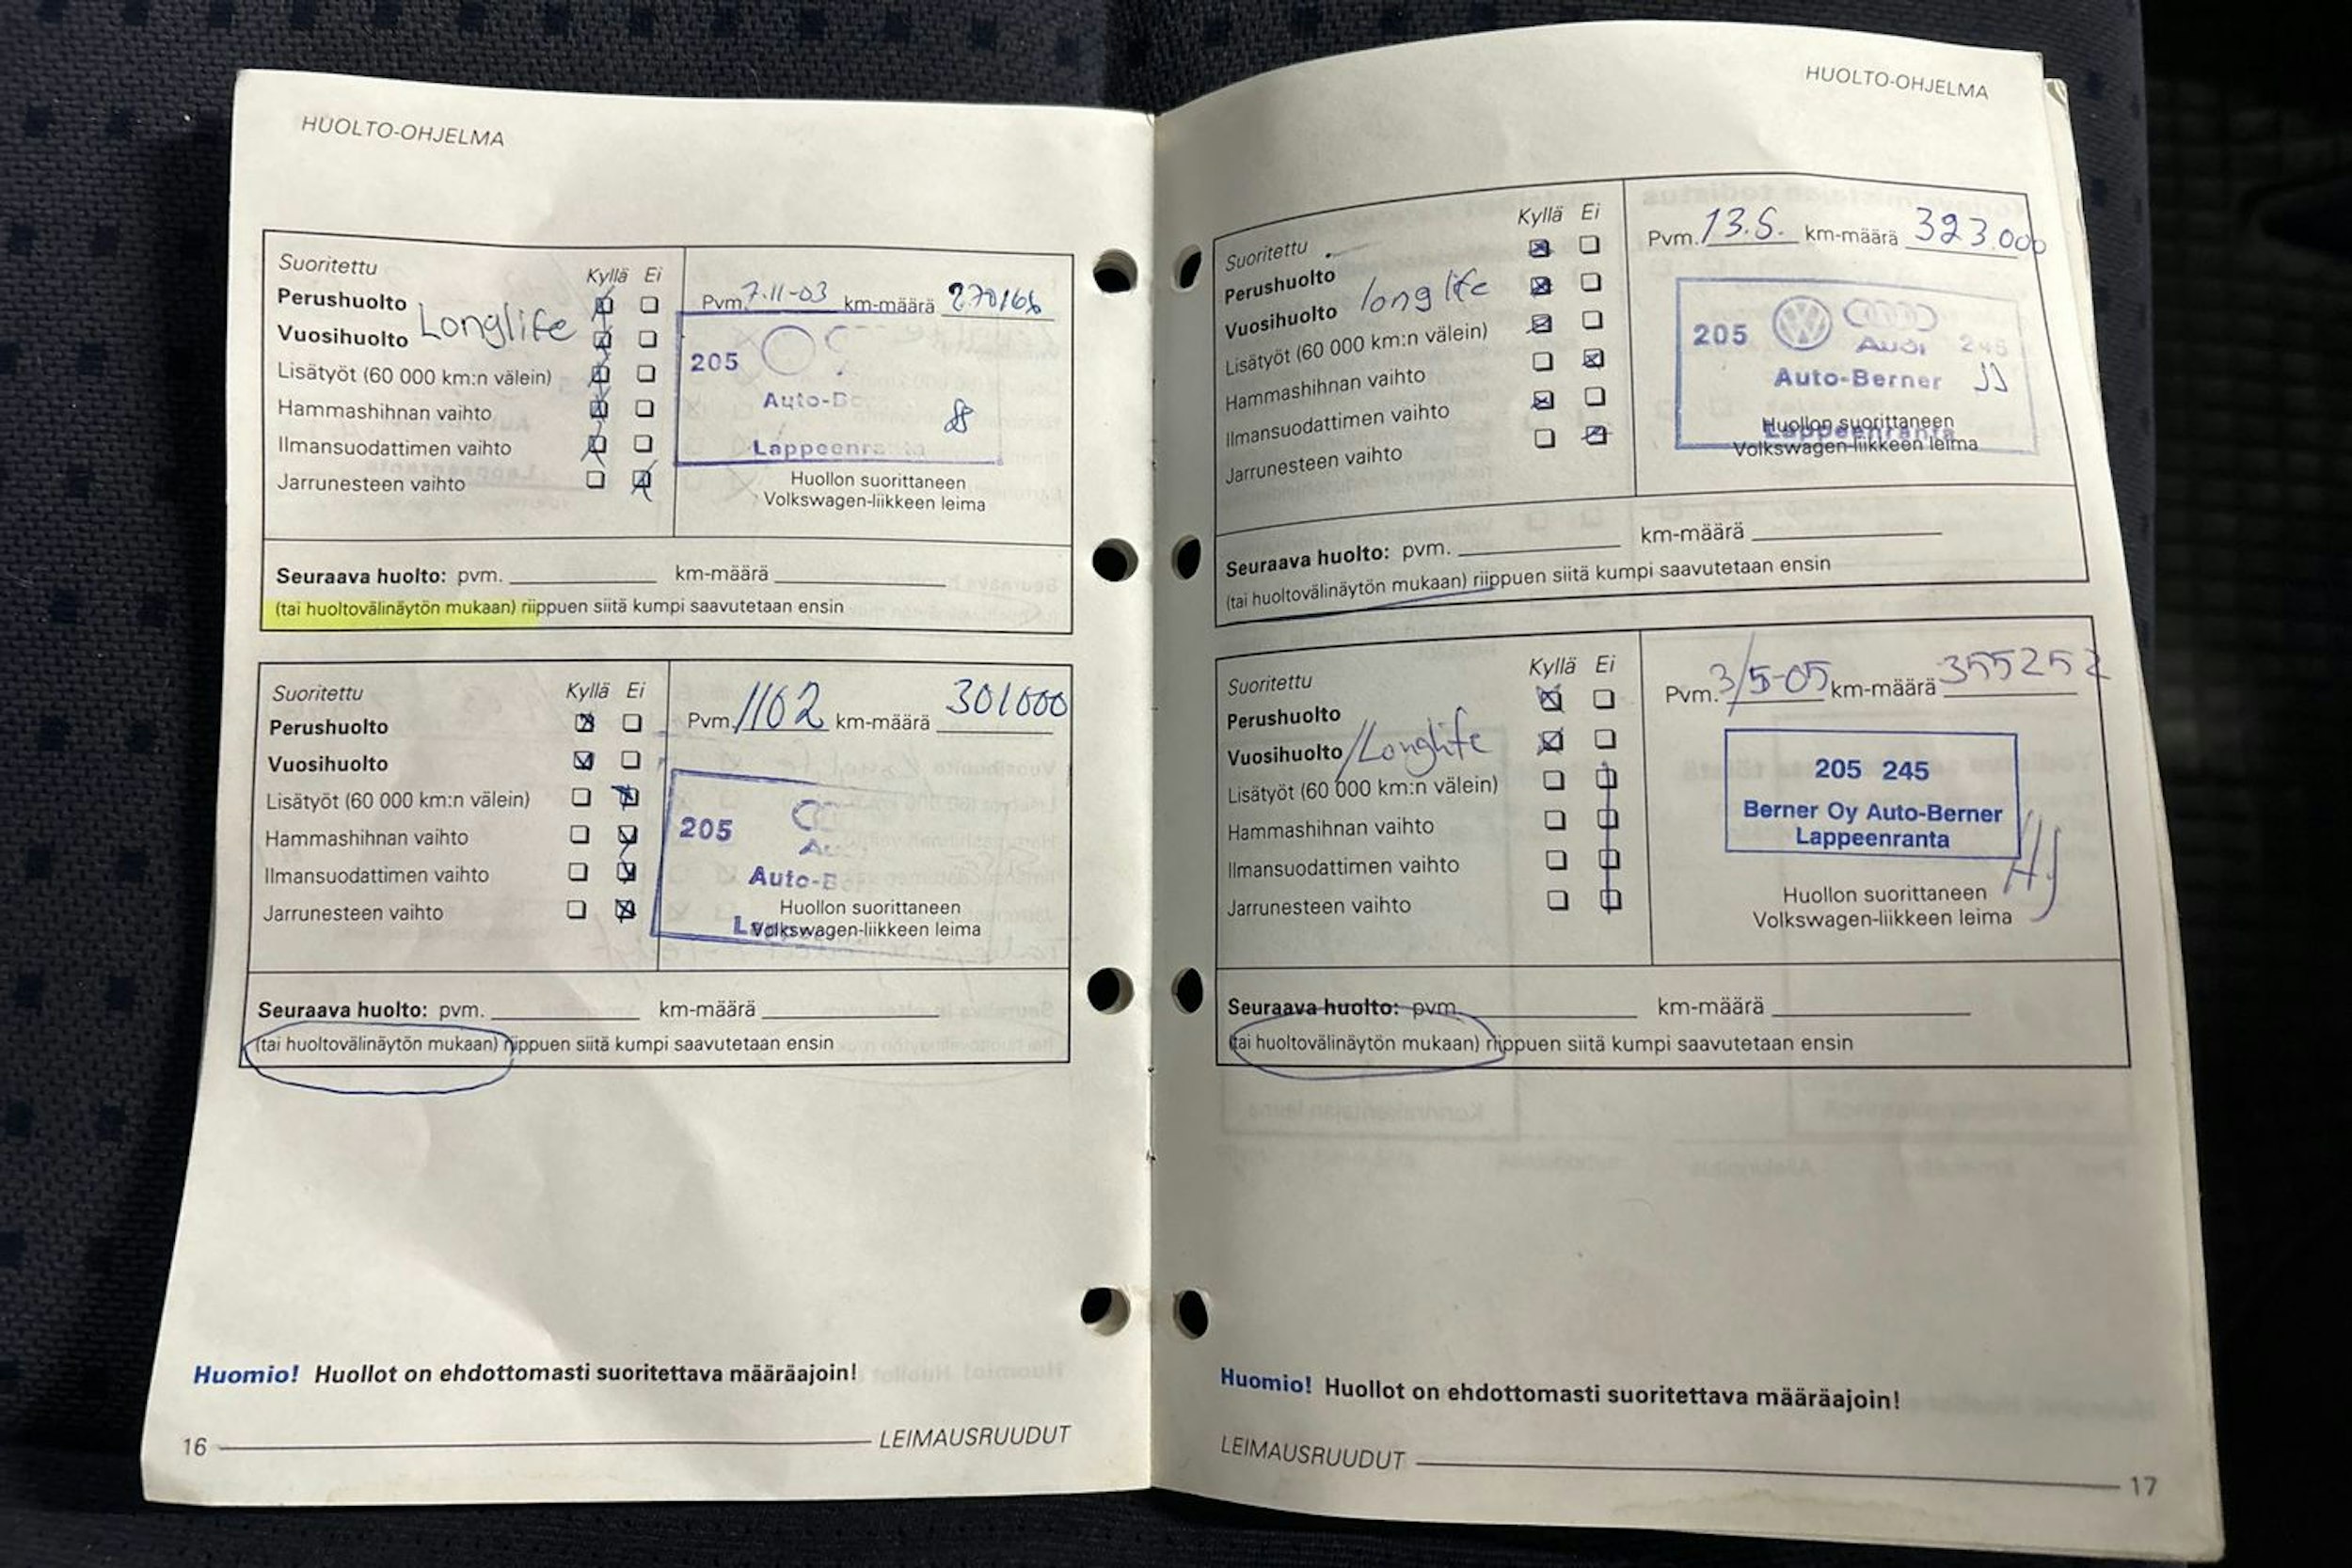 HUOLTO-OHJELMA
Suoritettu
Kyllä Ei
Perushuolto
Longlife
Vuosihuolto
Lisätyöt (60 000 km:n välein)
Hammashihnan vaihto
Ilmansuodattimen vaihto
Jarrunesteen vaihto
Pvm. 7.11-03 km-määrä 270166
205
Lappeenranta
Huollon suorittaneen
Volkswagen-liikkeen leima
Seuraava huolto: pvm. km-määrä
(tai huoltovälinäytön mukaan) riippuen siitä kumpi saavutetaan ensin
Suoritettu
Kyllä Ei
Perushuolto
Vuosihuolto
Lisätyöt (60 000 km:n välein)
Hammashihnan vaihto
Ilmansuodattimen vaihto
Jarrunesteen vaihto
Pvm. km-määrä 301000
205
Huollon suorittaneen
Volkswagen-liikkeen leima
Seuraava huolto: pvm. km-määrä
(tai huoltovälinäytön mukaan) riippuen siitä kumpi saavutetaan ensin
Huomio! Huollot on ehdottomasti suoritettava määräajoin!
16 LEIMAUSRUUDUT
HUOLTO-OHJELMA
Suoritettu
Kyllä Ei
Perushuolto
Vuosihuolto longlife
Lisätyöt (60 000 km:n välein)
Hammashihnan vaihto
Ilmansuodattimen vaihto
Jarrunesteen vaihto
Pvm. 13.5. km-määrä 323.000
205
Audi 245
Auto-Berner JJ
Lappeenranta
Huollon suorittaneen
Volkswagen-liikkeen leima
Seuraava huolto: pvm. km-määrä
(tai huoltovälinäytön mukaan) riippuen siitä kumpi saavutetaan ensin
Suoritettu
Kyllä Ei
Perushuolto
Vuosihuolto /Longlife
Lisätyöt (60 000 km:n välein)
Hammashihnan vaihto
Ilmansuodattimen vaihto
Jarrunesteen vaihto
Pvm. 3/5-05 km-määrä 355252
205 245
Berner Oy Auto-Berner
Lappeenranta
HJ
Huollon suorittaneen
Volkswagen-liikkeen leima
Seuraava huolto: pvm. km-määrä
(tai huoltovälinäytön mukaan) riippuen siitä kumpi saavutetaan ensin
Huomio! Huollot on ehdottomasti suoritettava määräajoin!
LEIMAUSRUUDUT 17